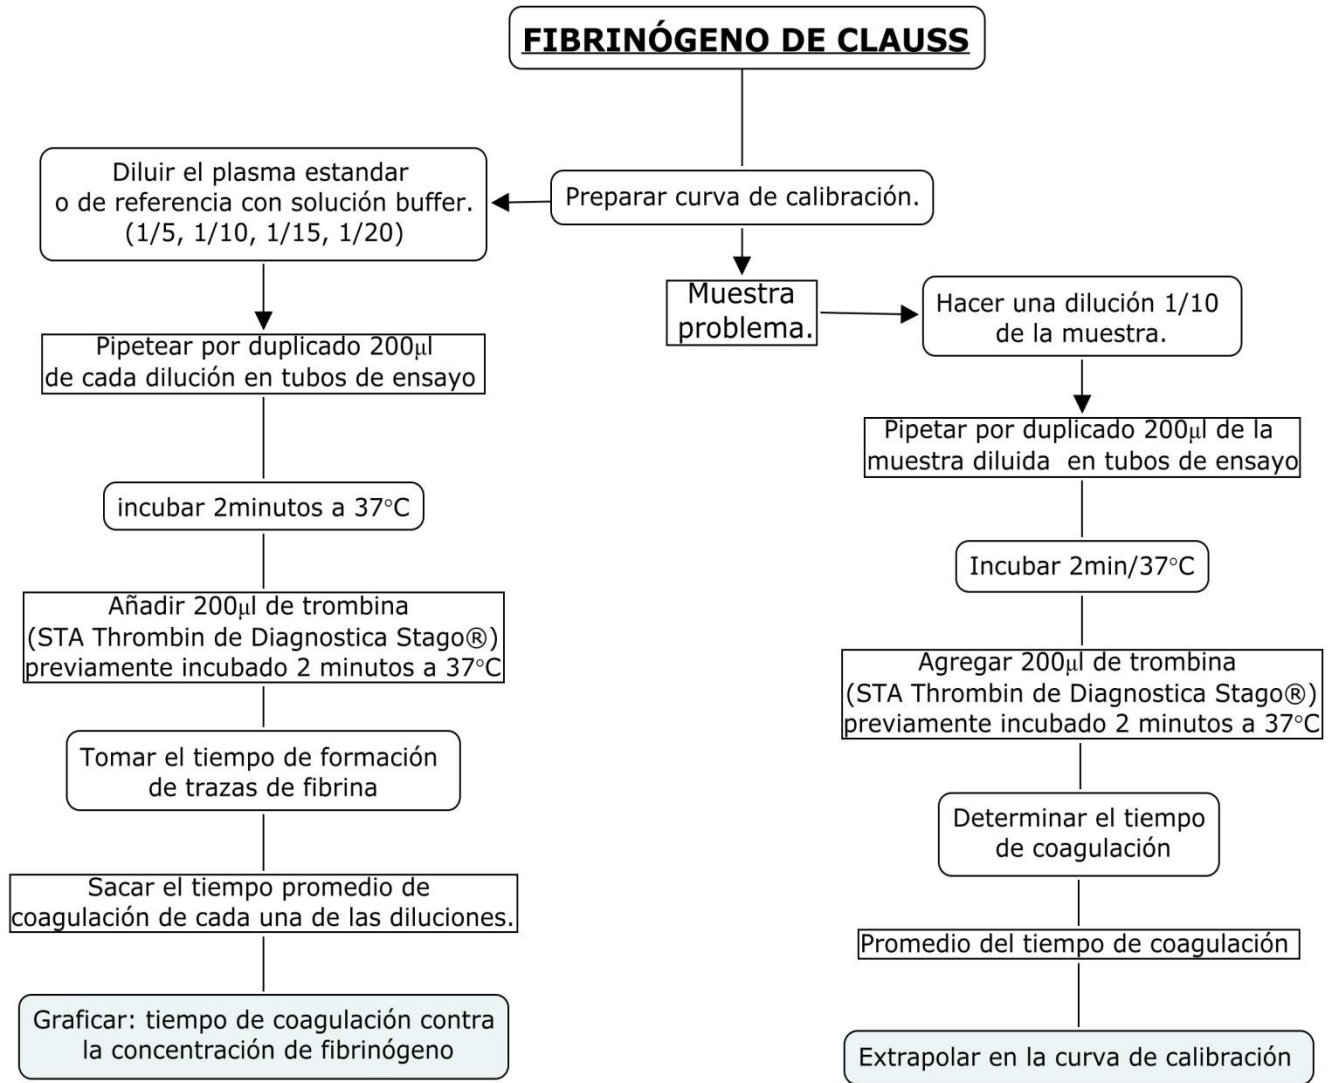 FIBRINÓGENO DE CLAUSS
Preparar curva de calibración.
Diluir el plasma estandar
o de referencia con solución buffer.
(1/5, 1/10, 1/15, 1/20)
Pipetear por duplicado 200µl
de cada dilución en tubos de ensayo
incubar 2minutos a 37°C
Añadir 200µl de trombina
(STA Thrombin de Diagnostica Stago®)
previamente incubado 2 minutos a 37°C
Tomar el tiempo de formación
de trazas de fibrina
Sacar el tiempo promedio de
coagulación de cada una de las diluciones.
Graficar: tiempo de coagulación contra
la concentración de fibrinógeno
Muestra
problema.
Hacer una dilución 1/10
de la muestra.
Pipetar por duplicado 200µl de la
muestra diluida en tubos de ensayo
Incubar 2min/37°C
Agregar 200µl de trombina
(STA Thrombin de Diagnostica Stago®)
previamente incubado 2 minutos a 37°C
Determinar el tiempo
de coagulación
Promedio del tiempo de coagulación
Extrapolar en la curva de calibración